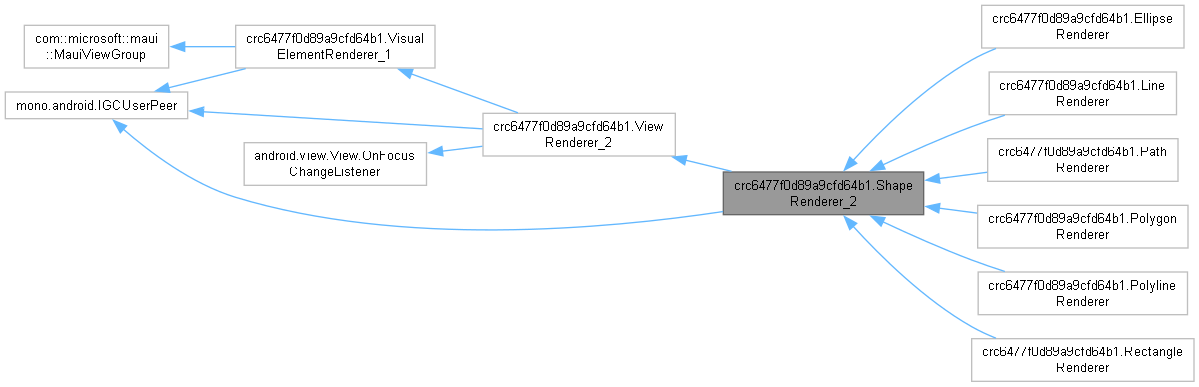 com::microsoft::maui
::MauiViewGroup
mono.android.IGCUserPeer
crc6477f0d89a9cfd64b1.Visual
ElementRenderer_1
android.view.View.OnFocus
ChangeListener
crc6477f0d89a9cfd64b1.View
Renderer_2
crc6477f0d89a9cfd64b1.Shape
Renderer_2
crc6477f0d89a9cfd64b1.Ellipse
Renderer
crc6477f0d89a9cfd64b1.Line
Renderer
crc6477f0d89a9cfd64b1.Path
Renderer
crc6477f0d89a9cfd64b1.Polygon
Renderer
crc6477f0d89a9cfd64b1.Polyline
Renderer
crc6477f0d89a9cfd64b1.Rectangle
Renderer